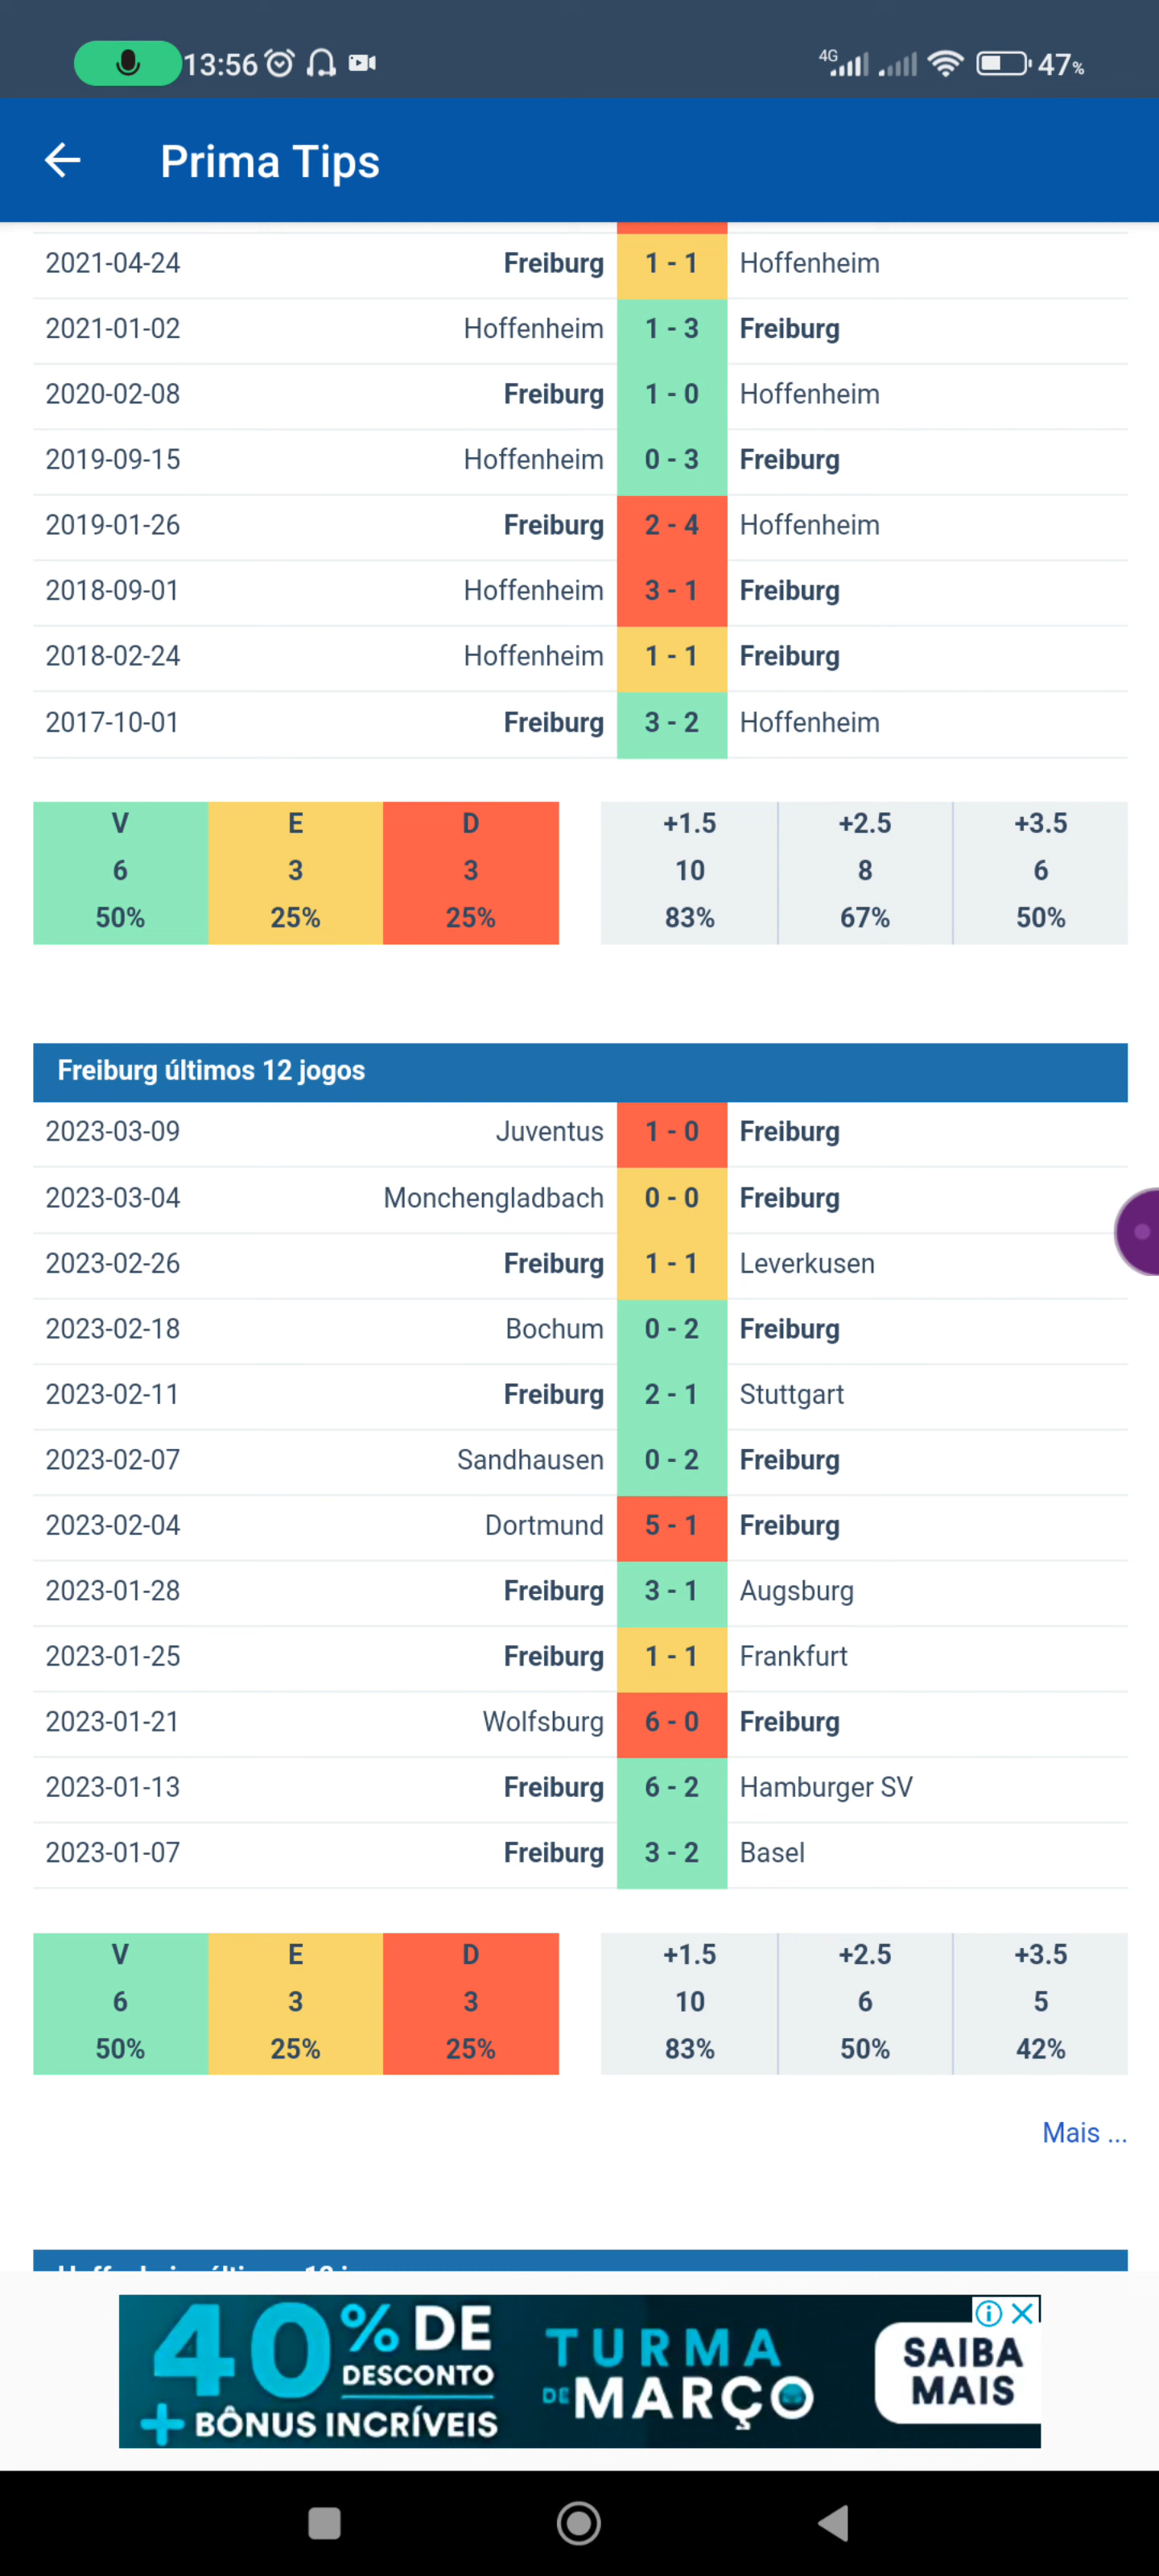 13:56 4G 47%
Prima Tips
2021-04-24 Freiburg 1 - 1 Hoffenheim
2021-01-02 Hoffenheim 1 - 3 Freiburg
2020-02-08 Freiburg 1 - 0 Hoffenheim
2019-09-15 Hoffenheim 0 - 3 Freiburg
2019-01-26 Freiburg 2 - 4 Hoffenheim
2018-09-01 Hoffenheim 3 - 1 Freiburg
2018-02-24 Hoffenheim 1 - 1 Freiburg
2017-10-01 Freiburg 3 - 2 Hoffenheim
V E D +1.5 +2.5 +3.5
6 3 3 10 8 6
50% 25% 25% 83% 67% 50%
Freiburg últimos 12 jogos
2023-03-09 Juventus 1 - 0 Freiburg
2023-03-04 Monchengladbach 0 - 0 Freiburg
2023-02-26 Freiburg 1 - 1 Leverkusen
2023-02-18 Bochum 0 - 2 Freiburg
2023-02-11 Freiburg 2 - 1 Stuttgart
2023-02-07 Sandhausen 0 - 2 Freiburg
2023-02-04 Dortmund 5 - 1 Freiburg
2023-01-28 Freiburg 3 - 1 Augsburg
2023-01-25 Freiburg 1 - 1 Frankfurt
2023-01-21 Wolfsburg 6 - 0 Freiburg
2023-01-13 Freiburg 6 - 2 Hamburger SV
2023-01-07 Freiburg 3 - 2 Basel
V E D +1.5 +2.5 +3.5
6 3 3 10 6 5
50% 25% 25% 83% 50% 42%
Mais ...
40% DE
DESCONTO
+ BÔNUS INCRÍVEIS
TURMA
DE MARÇO
SAIBA
MAIS